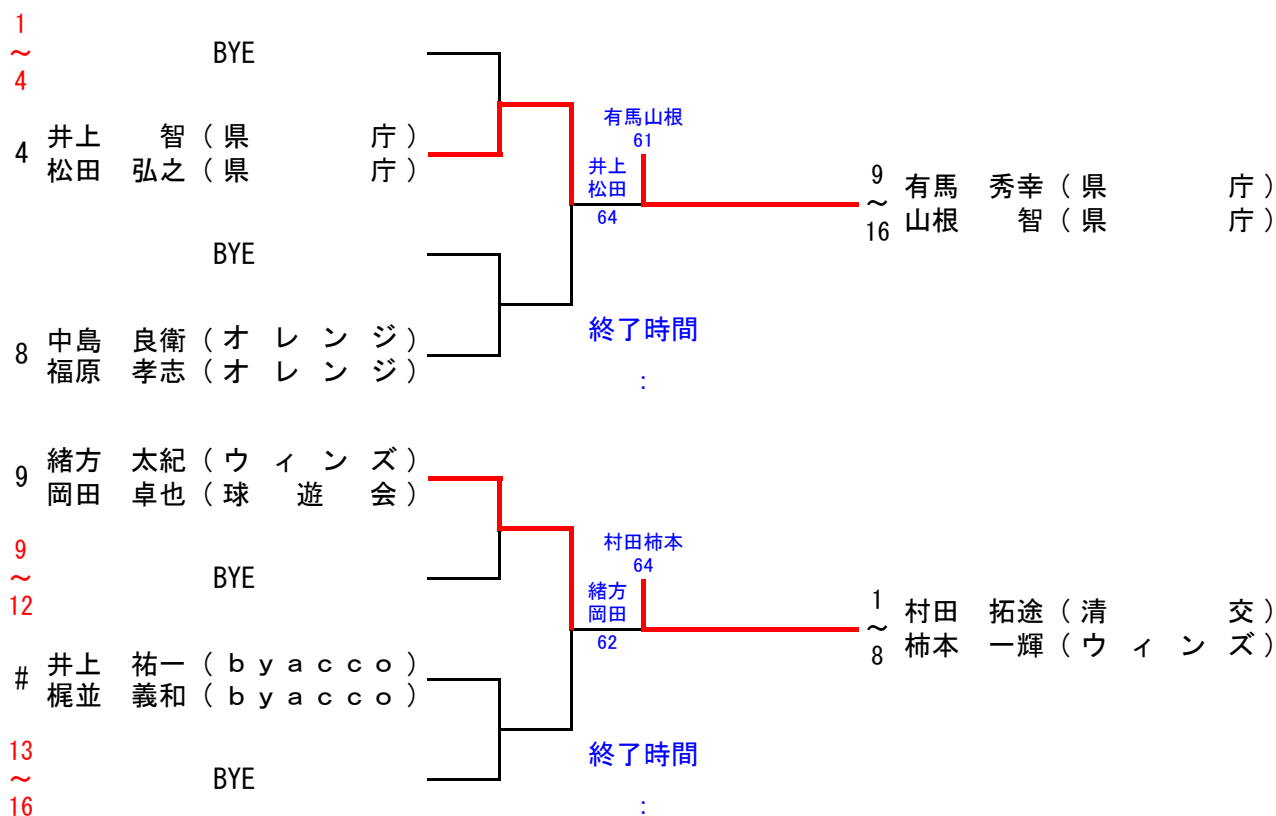 1
～
4
BYE
4
井上　智（県　庁）
松田　弘之（県　庁）
有馬山根
61
井上
松田
64
9
～
16
有馬　秀幸（県　庁）
山根　智（県　庁）
BYE
8
中島　良衛（オレンジ）
福原　孝志（オレンジ）
終了時間
:
9
緒方　太紀（ウィンズ）
岡田　卓也（球遊会）
9
～
12
BYE
村田柿本
64
緒方
岡田
62
1
～
8
村田　拓途（清　交）
柿本　一輝（ウィンズ）
#
井上　祐一（ｂｙａｃｃｏ）
梶並　義和（ｂｙａｃｃｏ）
13
～
16
BYE
終了時間
: